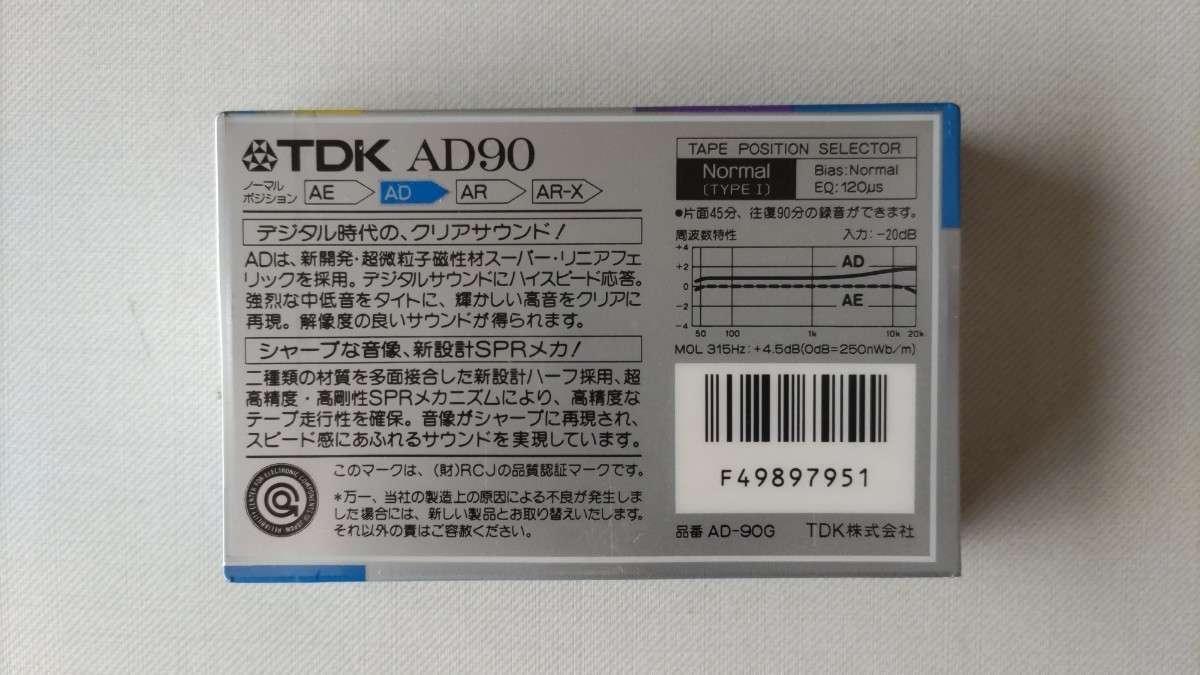 TDK AD90
ノーマル
ポジション AE AD AR AR-X
デジタル時代の、クリアサウンド!
ADは、新開発・超微粒子磁性材スーパー・リニアフェ
リックを採用。デジタルサウンドにハイスピード応答。
強烈な中低音をタイトに、輝かしい高音をクリアに
再現。解像度の良いサウンドが得られます。
シャープな音像、新設計SPRメカ!
二種類の材質を多面接合した新設計ハーフ採用、超
高精度・高剛性SPRメカニズムにより、高精度な
テープ走行性を確保。音像がシャープに再現され、
スピード感にあふれるサウンドを実現しています。
RELIABILITY CENTER FOR ELECTRONIC COMPONENTS OF JAPAN
このマークは、(財)RCJの品質認証マークです。
*万一、当社の製造上の原因による不良が発生しま
した場合には、新しい製品とお取り替えいたします。
それ以外の責はご容赦ください。
TAPE POSITION SELECTOR
Normal
(TYPE I)
Bias:Normal
EQ:120μs
●片面45分、往復90分の録音ができます。
周波数特性 入力:-20dB
+4
+2
0
-2
-4
AD
AE
50 100 1k 10k 20k
MOL 315Hz:+4.5dB(0dB=250nWb/m)
F49897951
品番 AD-90G TDK株式会社